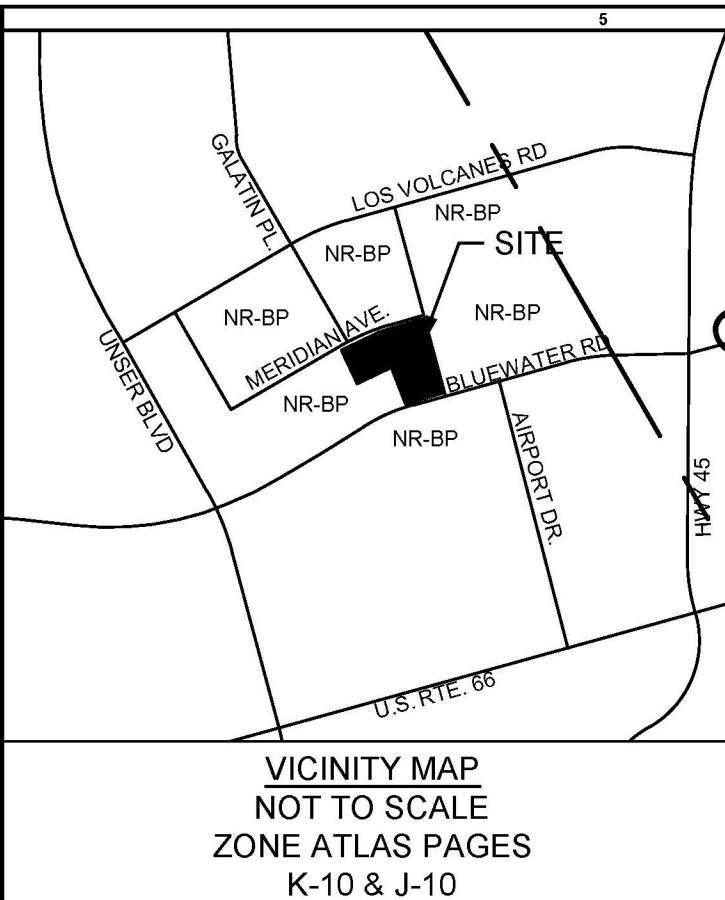 5
GALATIN PL.
LOS VOLCANES RD
NR-BP
NR-BP
SITE
NR-BP
NR-BP
MERIDIAN AVE.
UNSER BLVD
BLUEWATER RD
NR-BP
NR-BP
AIRPORT DR.
HWY 45
U.S. RTE. 66
VICINITY MAP
NOT TO SCALE
ZONE ATLAS PAGES
K-10 & J-10